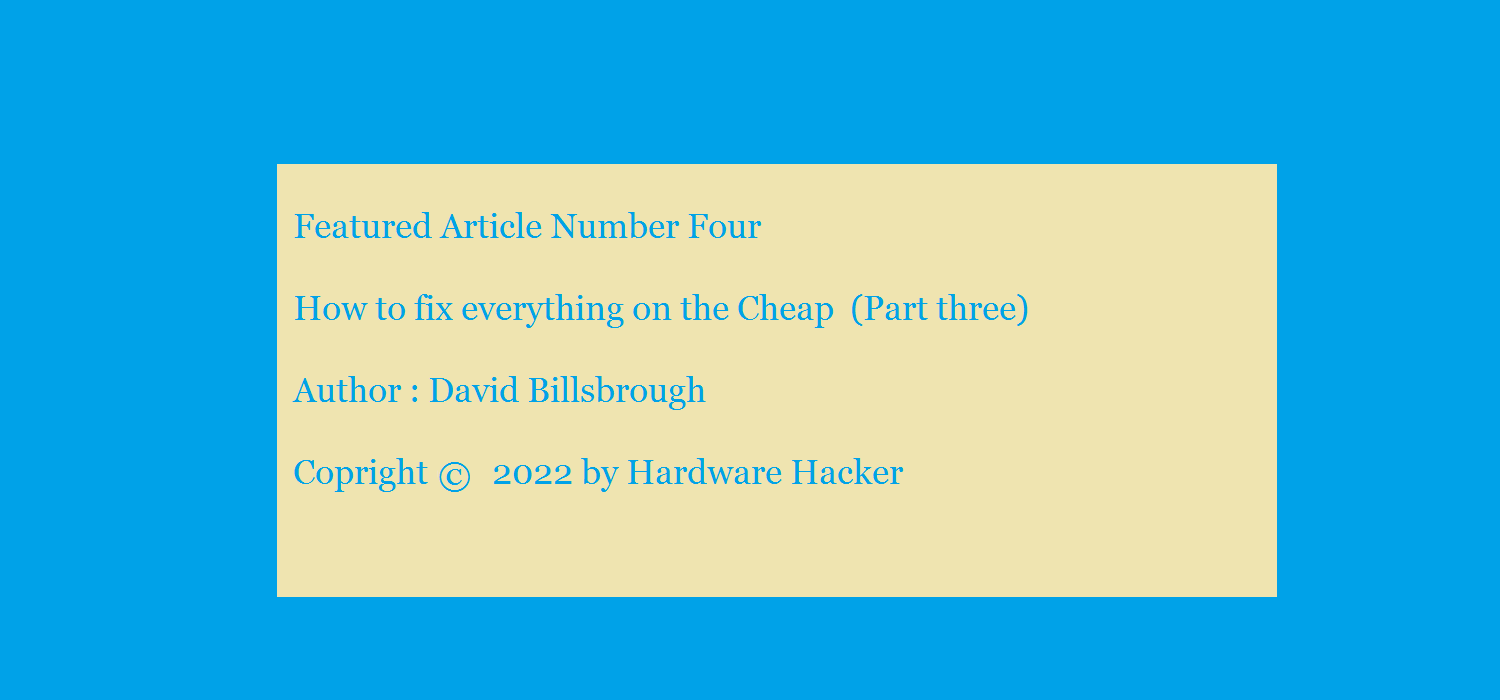 Featured Article Number Four
How to fix everything on the Cheap  (Part three)
Author : David Billsbrough
Copright ©  2022 by Hardware Hacker